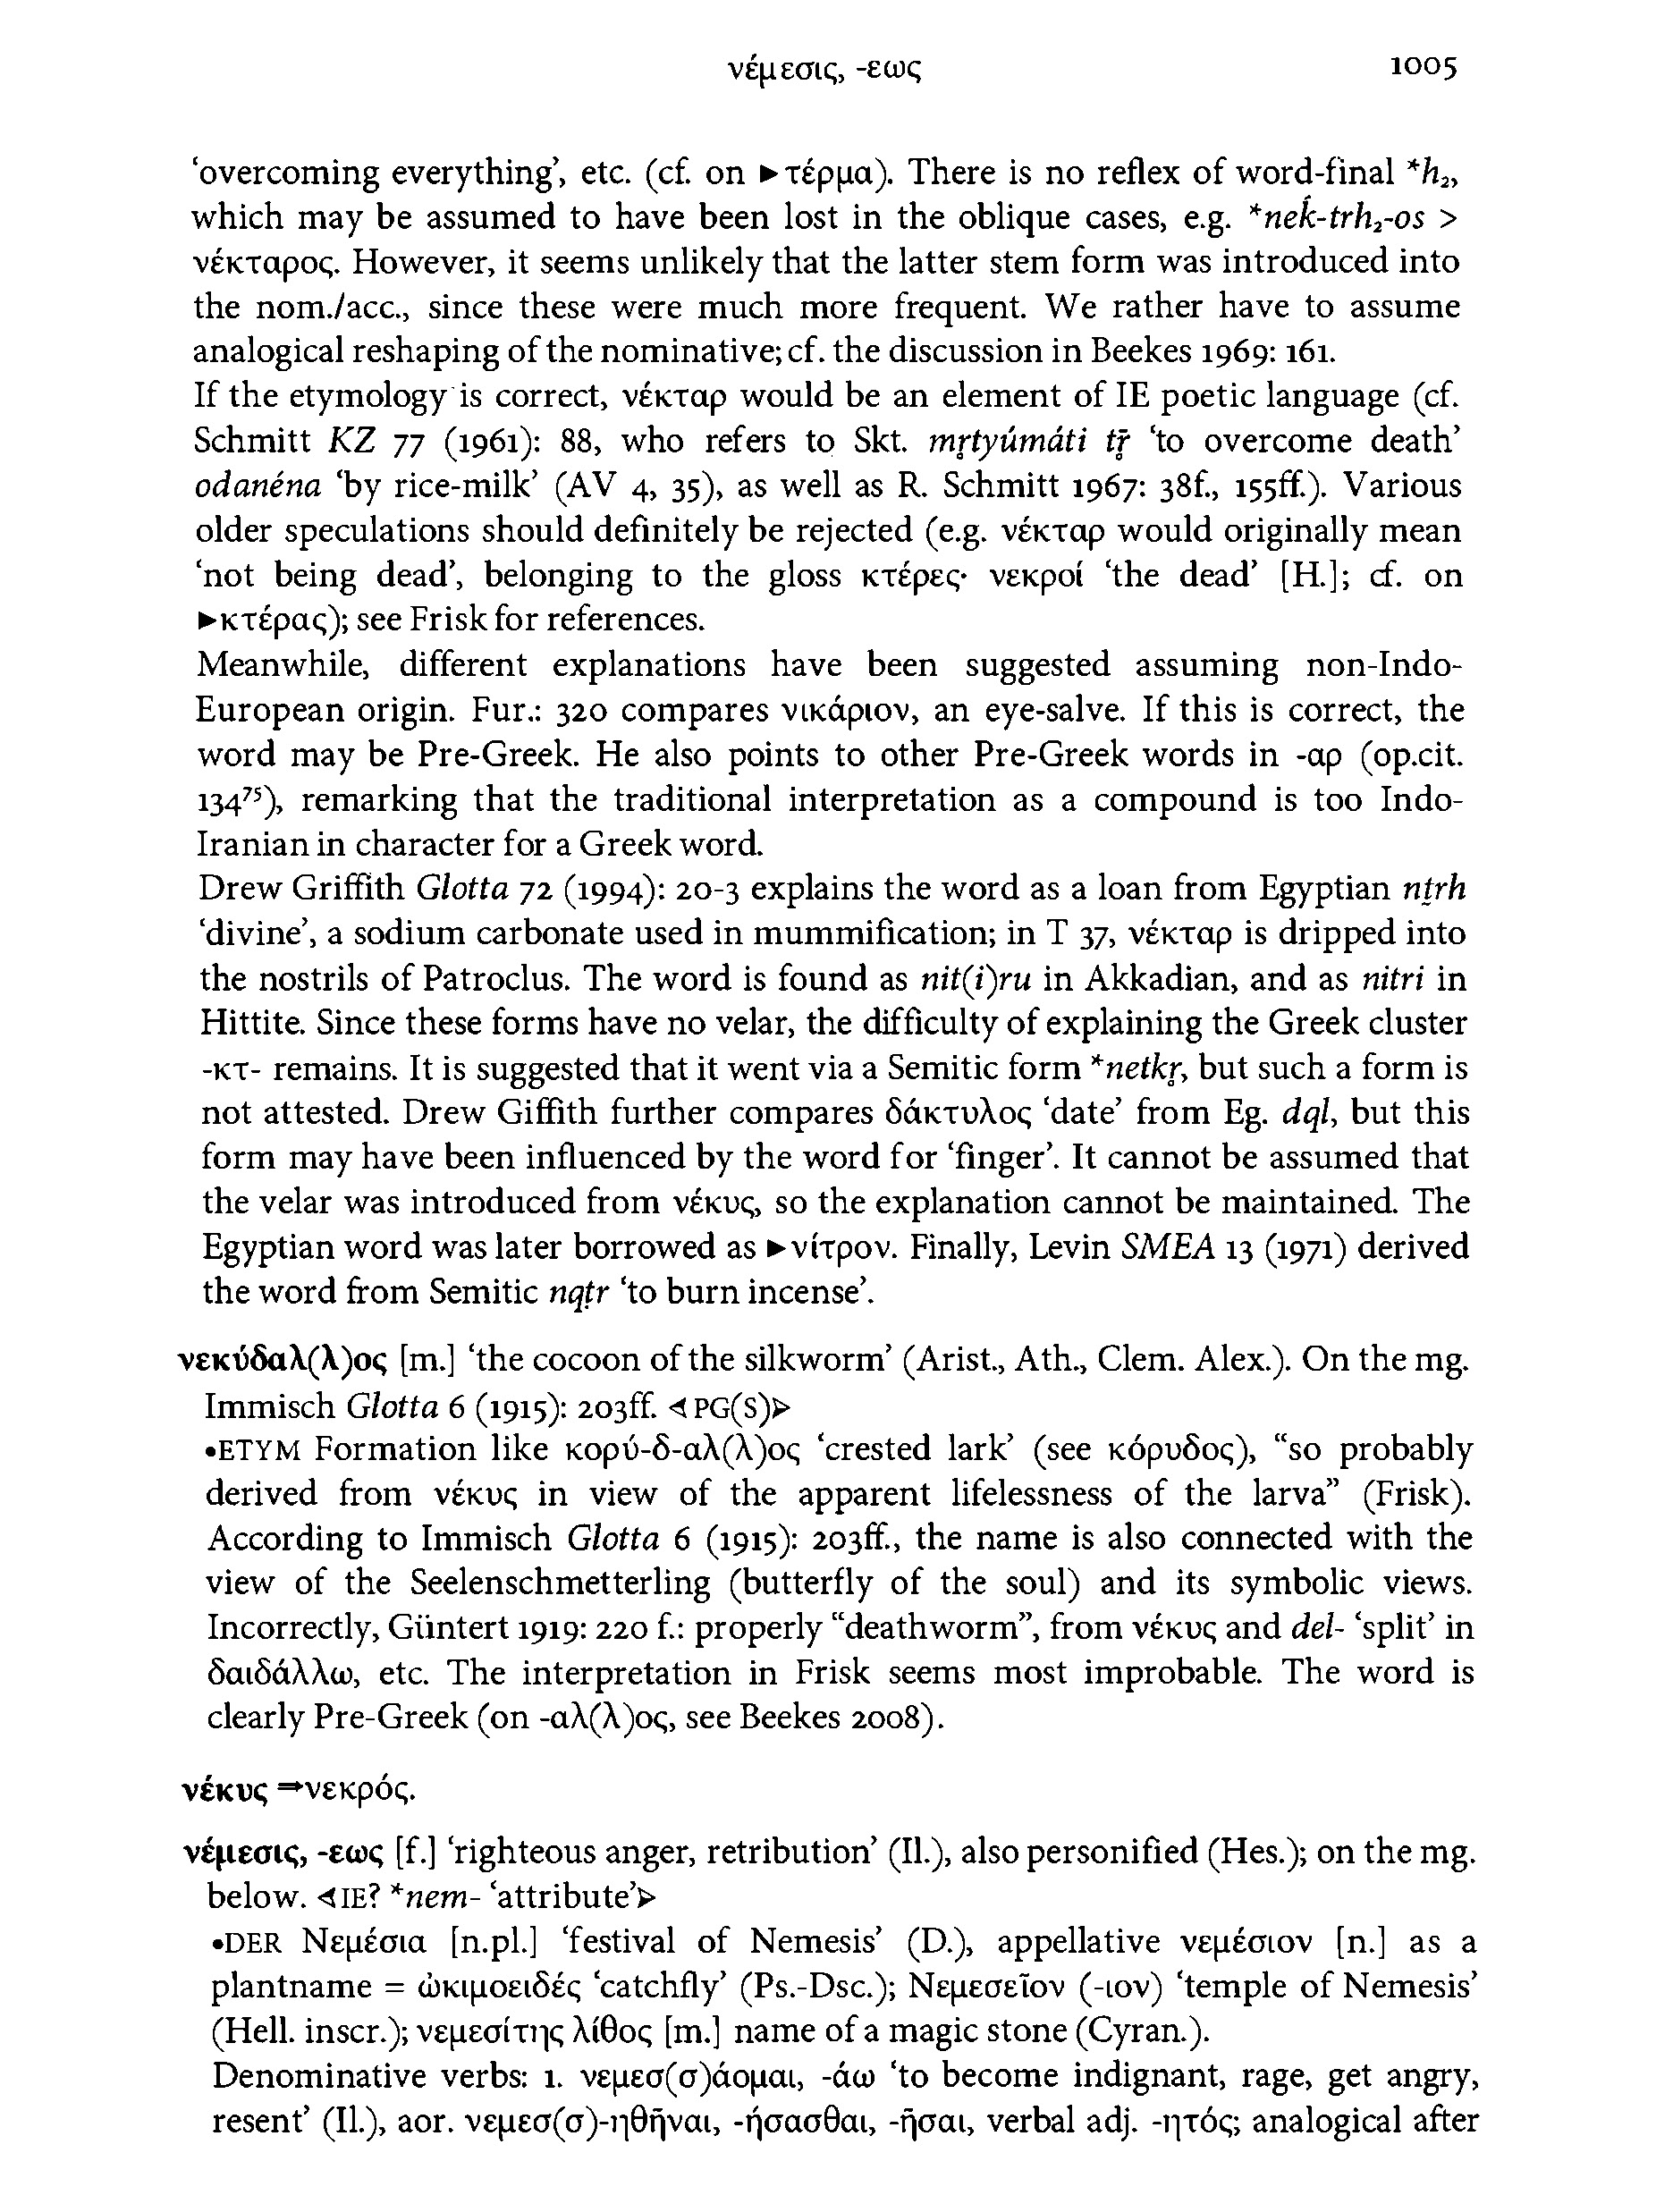 νέμεσις, -εως 1005
‘overcoming everything’, etc. (cf. on ►τέρμα). There is no reflex of word-final *h₂,
which may be assumed to have been lost in the oblique cases, e.g. *neḱ-trh₂-os >
νέκταρος. However, it seems unlikely that the latter stem form was introduced into
the nom./acc., since these were much more frequent. We rather have to assume
analogical reshaping of the nominative; cf. the discussion in Beekes 1969: 161.
If the etymology is correct, νέκταρ would be an element of IE poetic language (cf.
Schmitt KZ 77 (1961): 88, who refers to Skt. mr̥tyúmáti tr̥̄ ‘to overcome death’
odanéna ‘by rice-milk’ (AV 4, 35), as well as R. Schmitt 1967: 38f., 155ff.). Various
older speculations should definitely be rejected (e.g. νέκταρ would originally mean
‘not being dead’, belonging to the gloss κτέρες· νεκροί ‘the dead’ [H.]; cf. on
►κτέρας); see Frisk for references.
Meanwhile, different explanations have been suggested assuming non-Indo-
European origin. Fur.: 320 compares νικάριον, an eye-salve. If this is correct, the
word may be Pre-Greek. He also points to other Pre-Greek words in -αρ (op.cit.
134⁷⁵), remarking that the traditional interpretation as a compound is too Indo-
Iranian in character for a Greek word.
Drew Griffith Glotta 72 (1994): 20-3 explains the word as a loan from Egyptian nṯrh
‘divine’, a sodium carbonate used in mummification; in T 37, νέκταρ is dripped into
the nostrils of Patroclus. The word is found as nit(i)ru in Akkadian, and as nitri in
Hittite. Since these forms have no velar, the difficulty of explaining the Greek cluster
-κτ- remains. It is suggested that it went via a Semitic form *netkr̥, but such a form is
not attested. Drew Giffith further compares δάκτυλος ‘date’ from Eg. dql, but this
form may have been influenced by the word for ‘finger’. It cannot be assumed that
the velar was introduced from νέκυς, so the explanation cannot be maintained. The
Egyptian word was later borrowed as ►νίτρον. Finally, Levin SMEA 13 (1971) derived
the word from Semitic nqṭr ‘to burn incense’.
νεκύδαλ(λ)ος [m.] ‘the cocoon of the silkworm’ (Arist., Ath., Clem. Alex.). On the mg.
Immisch Glotta 6 (1915): 203ff. ◁PG(S)▷
•ETYM Formation like κορύ-δ-αλ(λ)ος ‘crested lark’ (see κόρυδος), “so probably
derived from νέκυς in view of the apparent lifelessness of the larva” (Frisk).
According to Immisch Glotta 6 (1915): 203ff., the name is also connected with the
view of the Seelenschmetterling (butterfly of the soul) and its symbolic views.
Incorrectly, Güntert 1919: 220 f.: properly “deathworm”, from νέκυς and del- ‘split’ in
δαιδάλλω, etc. The interpretation in Frisk seems most improbable. The word is
clearly Pre-Greek (on -αλ(λ)ος, see Beekes 2008).
νέκυς ⇒νεκρός.
νέμεσις, -εως [f.] ‘righteous anger, retribution’ (Il.), also personified (Hes.); on the mg.
below. ◁IE? *nem- ‘attribute’▷
•DER Νεμέσια [n.pl.] ‘festival of Nemesis’ (D.), appellative νεμέσιον [n.] as a
plantname = ὠκιμοειδές ‘catchfly’ (Ps.-Dsc.); Νεμεσεῖον (-ιον) ‘temple of Nemesis’
(Hell. inscr.); νεμεσίτης λίθος [m.] name of a magic stone (Cyran.).
Denominative verbs: 1. νεμεσ(σ)άομαι, -άω ‘to become indignant, rage, get angry,
resent’ (Il.), aor. νεμεσ(σ)-ηθῆναι, -ήσασθαι, -ῆσαι, verbal adj. -ητός; analogical after